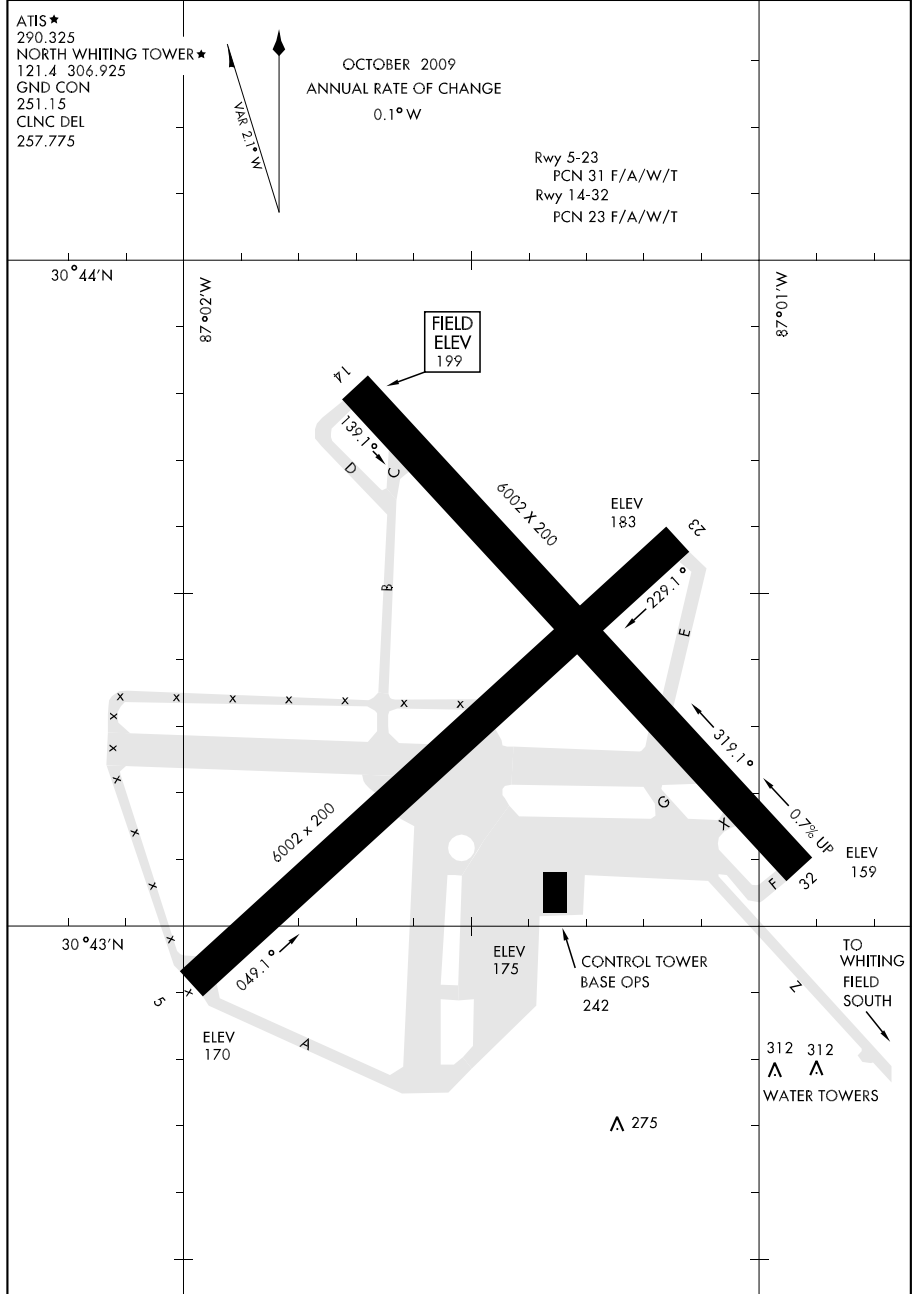 ATIS★
290.325
NORTH WHITING TOWER★
121.4 306.925
GND CON
251.15
CLNC DEL
257.775
VAR 2.1° W
OCTOBER 2009
ANNUAL RATE OF CHANGE
0.1° W
Rwy 5-23
PCN 31 F/A/W/T
Rwy 14-32
PCN 23 F/A/W/T
30°44'N
87°02'W
87°01'W
FIELD
ELEV
199
14
139.1°
D
C
6002 X 200
ELEV
183
23
229.1°
B
E
x x x x x x x
x
x
x
x
x
x
x
319.1°
G
X
0.7% UP
ELEV
159
F
32
6002 x 200
30°43'N
049.1°
5
ELEV
170
A
ELEV
175
CONTROL TOWER
BASE OPS
242
TO
WHITING
FIELD
SOUTH
Z
312 312
WATER TOWERS
275